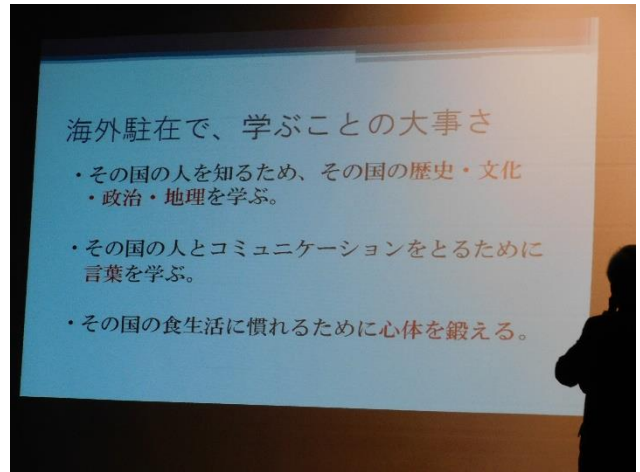 海外駐在で、学ぶことの大事さ
・その国の人を知るため、その国の歴史・文化
・政治・地理を学ぶ。
・その国の人とコミュニケーションをとるために
言葉を学ぶ。
・その国の食生活に慣れるために心体を鍛える。